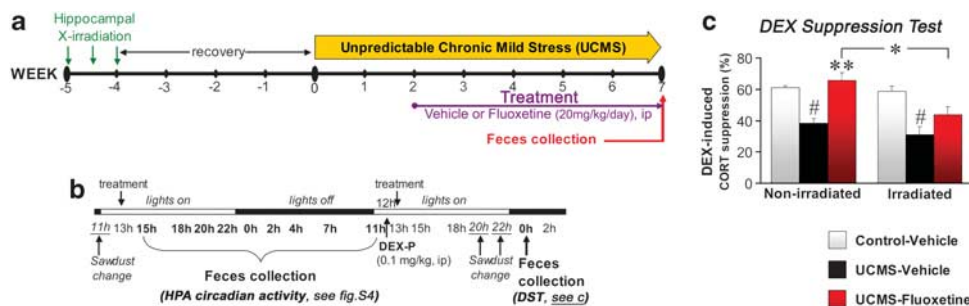 a
Hippocampal
X-irradiation
recovery
Unpredictable Chronic Mild Stress (UCMS)
WEEK
-5 -4 -3 -2 -1 0 1 2 3 4 5 6 7
Treatment
Vehicle or Fluoxetine (20mg/kg/day), ip
Feces collection
b
treatment lights on lights off 12h treatment lights on
11h 13h 15h 18h 20h 22h 0h 2h 4h 7h 11h 13h 15h 18h 20h 22h 0h 2h
Sawdust
change
Feces collection
(HPA circadian activity, see fig.S4)
DEX-P
(0.1 mg/kg, ip)
Sawdust
change
Feces
collection
(DST, see c)
c
DEX Suppression Test
DEX-induced
CORT suppression (%)
80
60
40
20
0
# ** # *
Non-irradiated Irradiated
Control-Vehicle
UCMS-Vehicle
UCMS-Fluoxetine